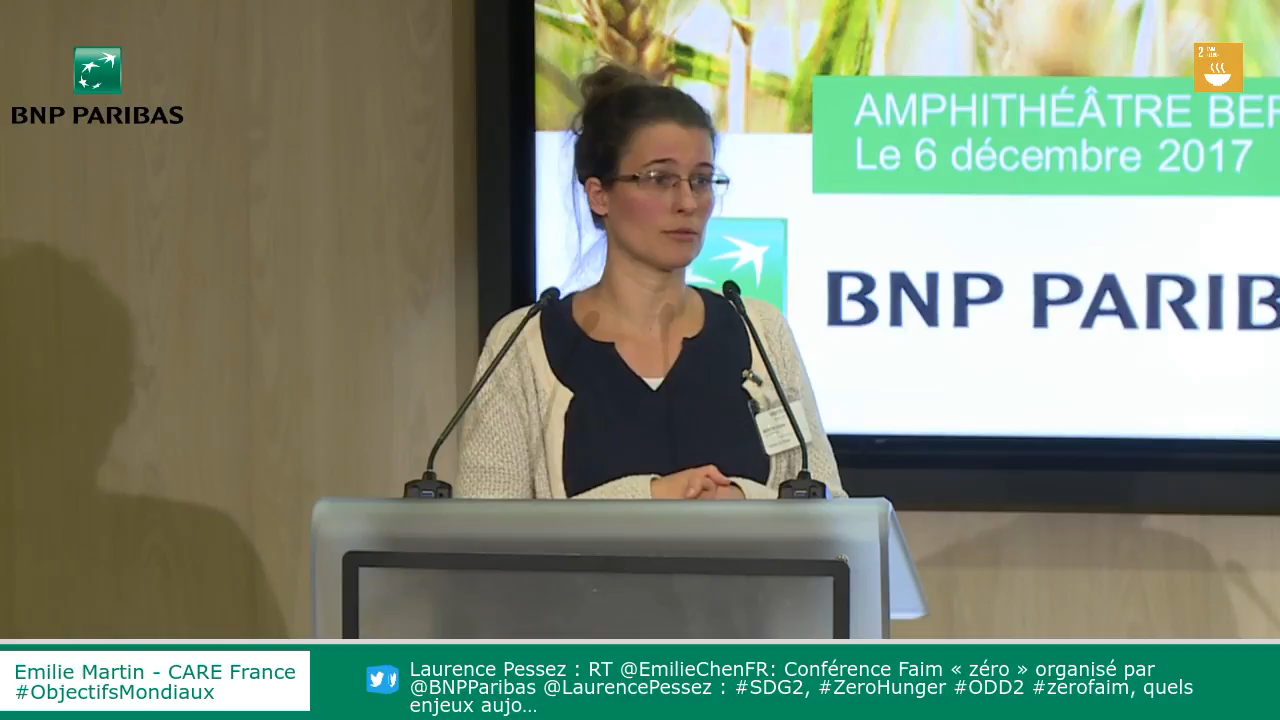 BNP PARIBAS
2
AMPHITHÉÂTRE BER
Le 6 décembre 2017
BNP PARIB
Emilie Martin - CARE France
#ObjectifsMondiaux
Laurence Pessez : RT @EmilieChenFR: Conférence Faim « zéro » organisé par
@BNPParibas @LaurencePessez : #SDG2, #ZeroHunger #ODD2 #zerofaim, quels
enjeux aujo...